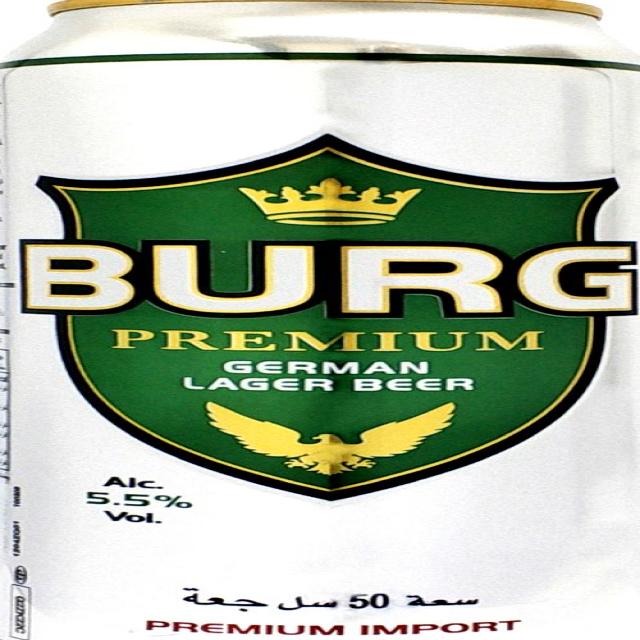 BURG
PREMIUM
GERMAN
LAGER BEER
Alc.
5.5%
Vol.
سعة 50 سل جعة
PREMIUM IMPORT